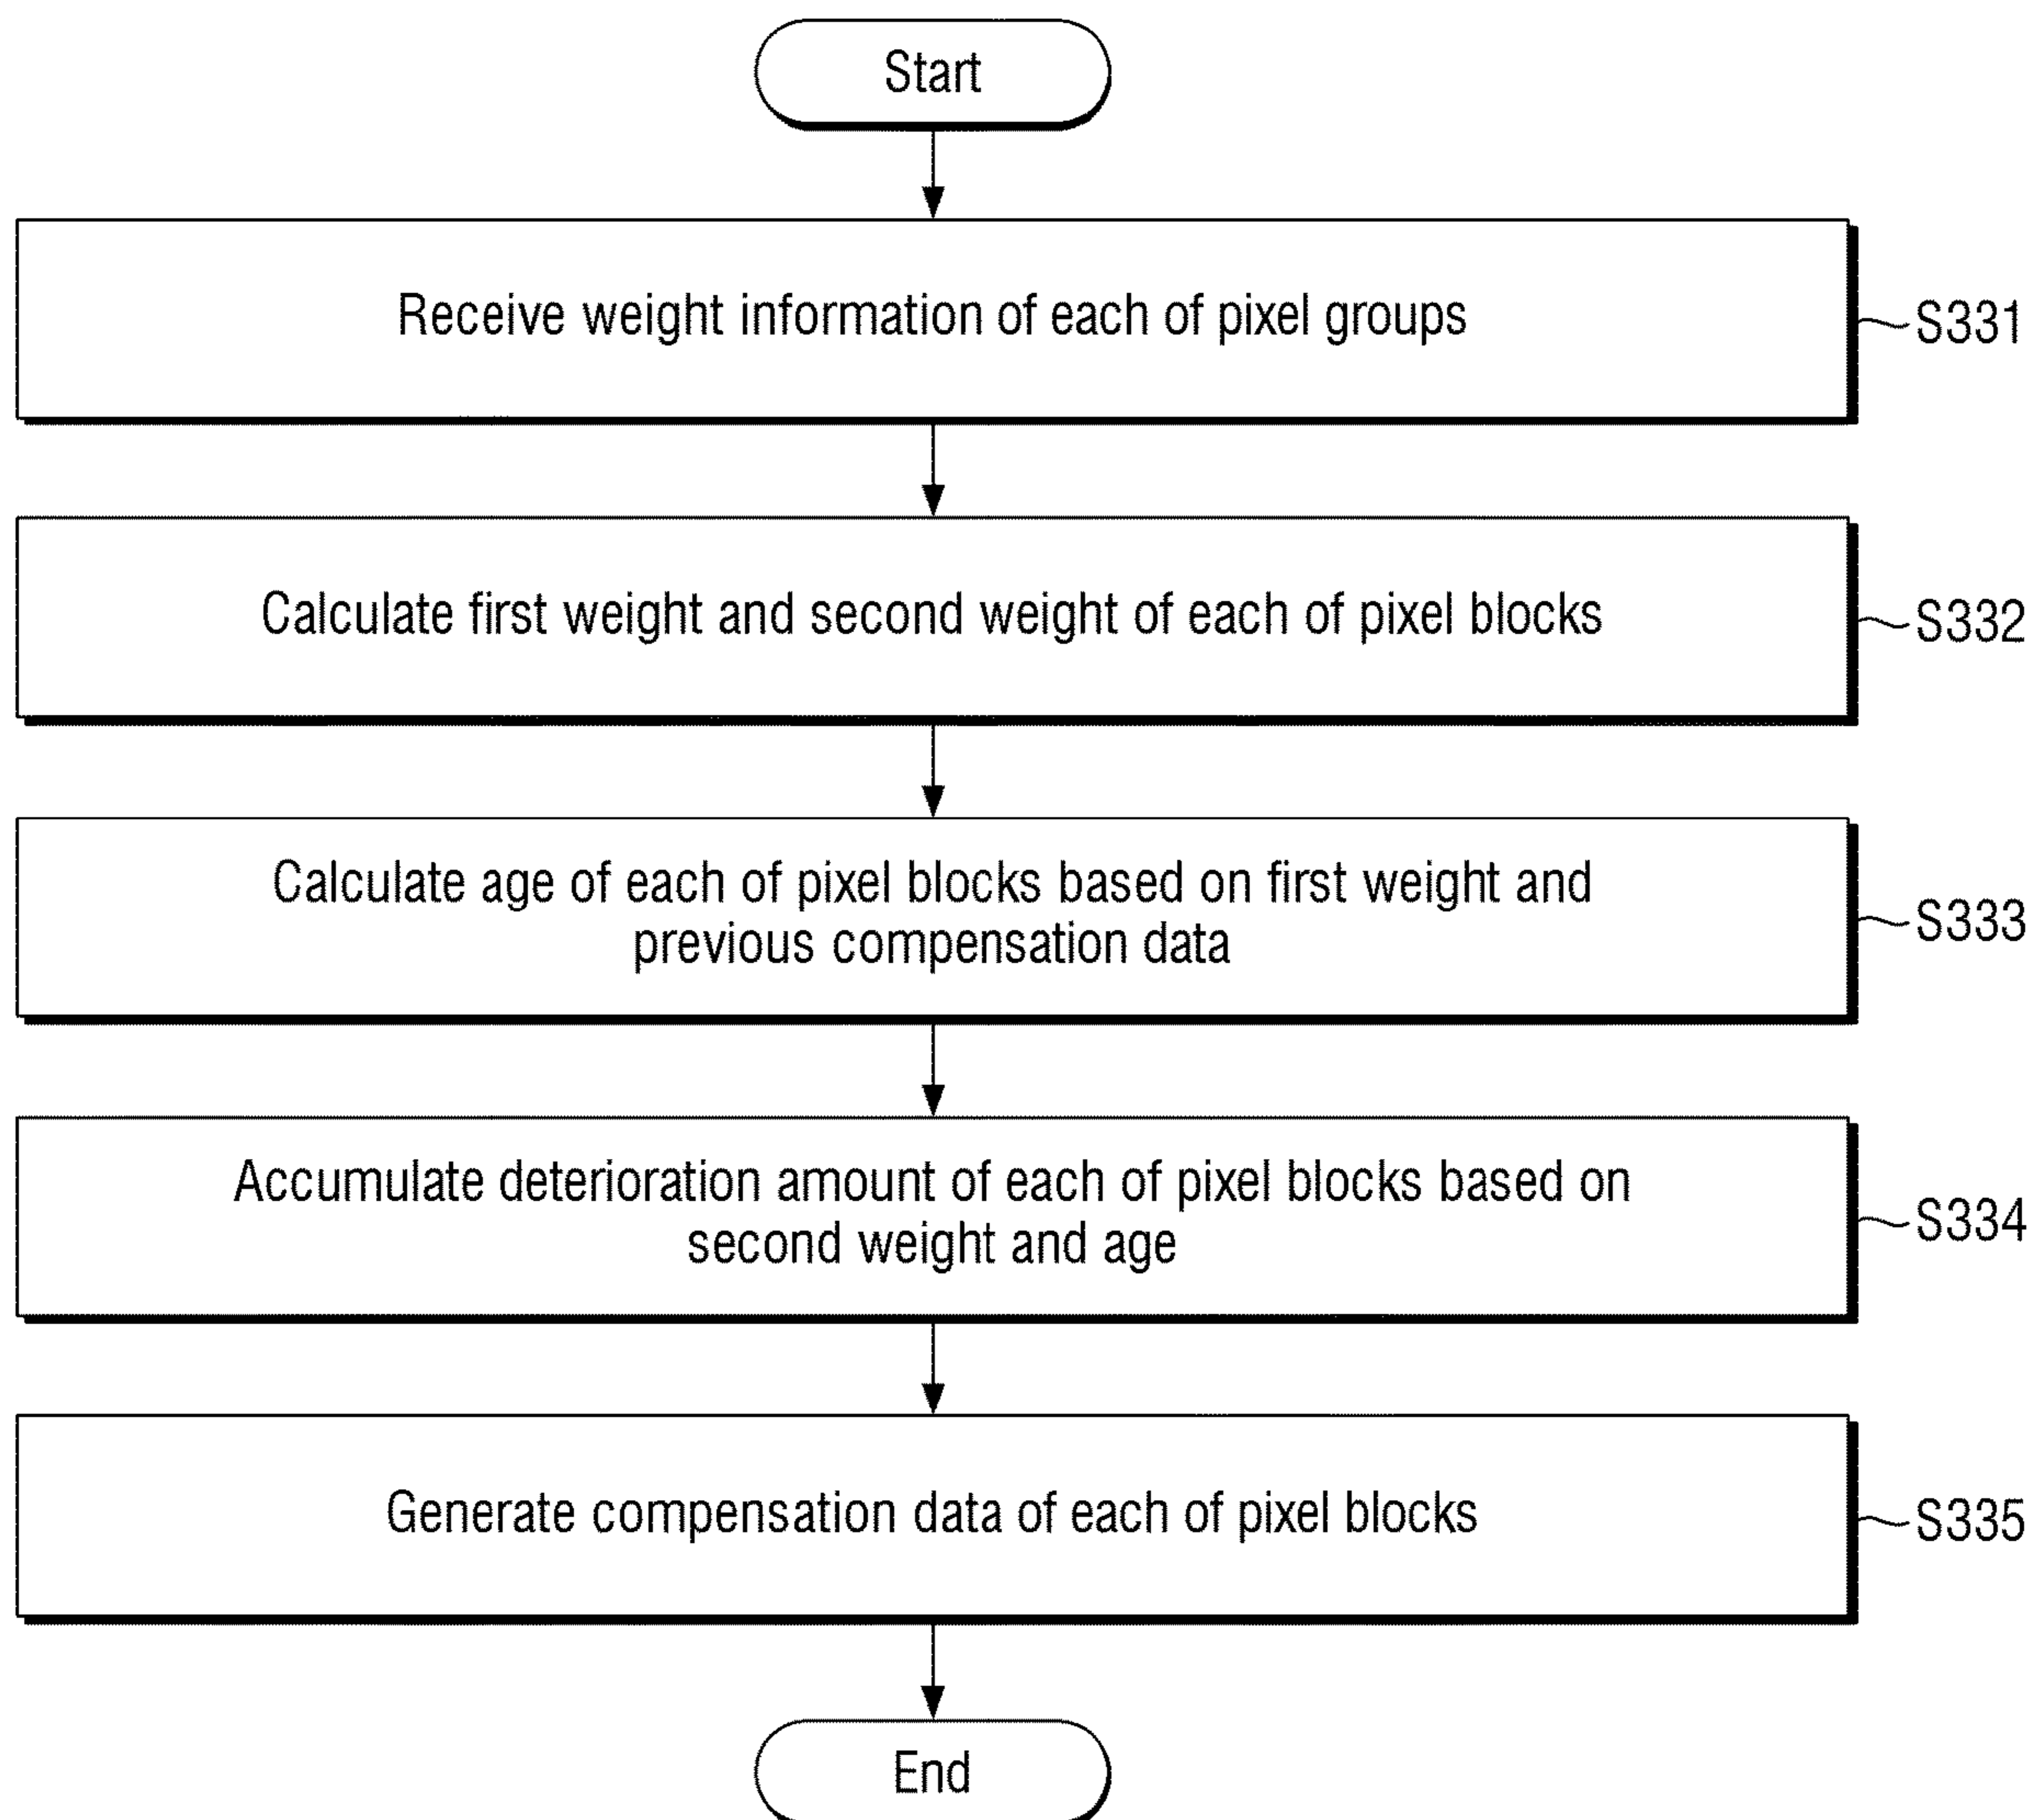 Start
Receive weight information of each of pixel groups
S331
Calculate first weight and second weight of each of pixel blocks
S332
Calculate age of each of pixel blocks based on first weight and
previous compensation data
S333
Accumulate deterioration amount of each of pixel blocks based on
second weight and age
S334
Generate compensation data of each of pixel blocks
S335
End